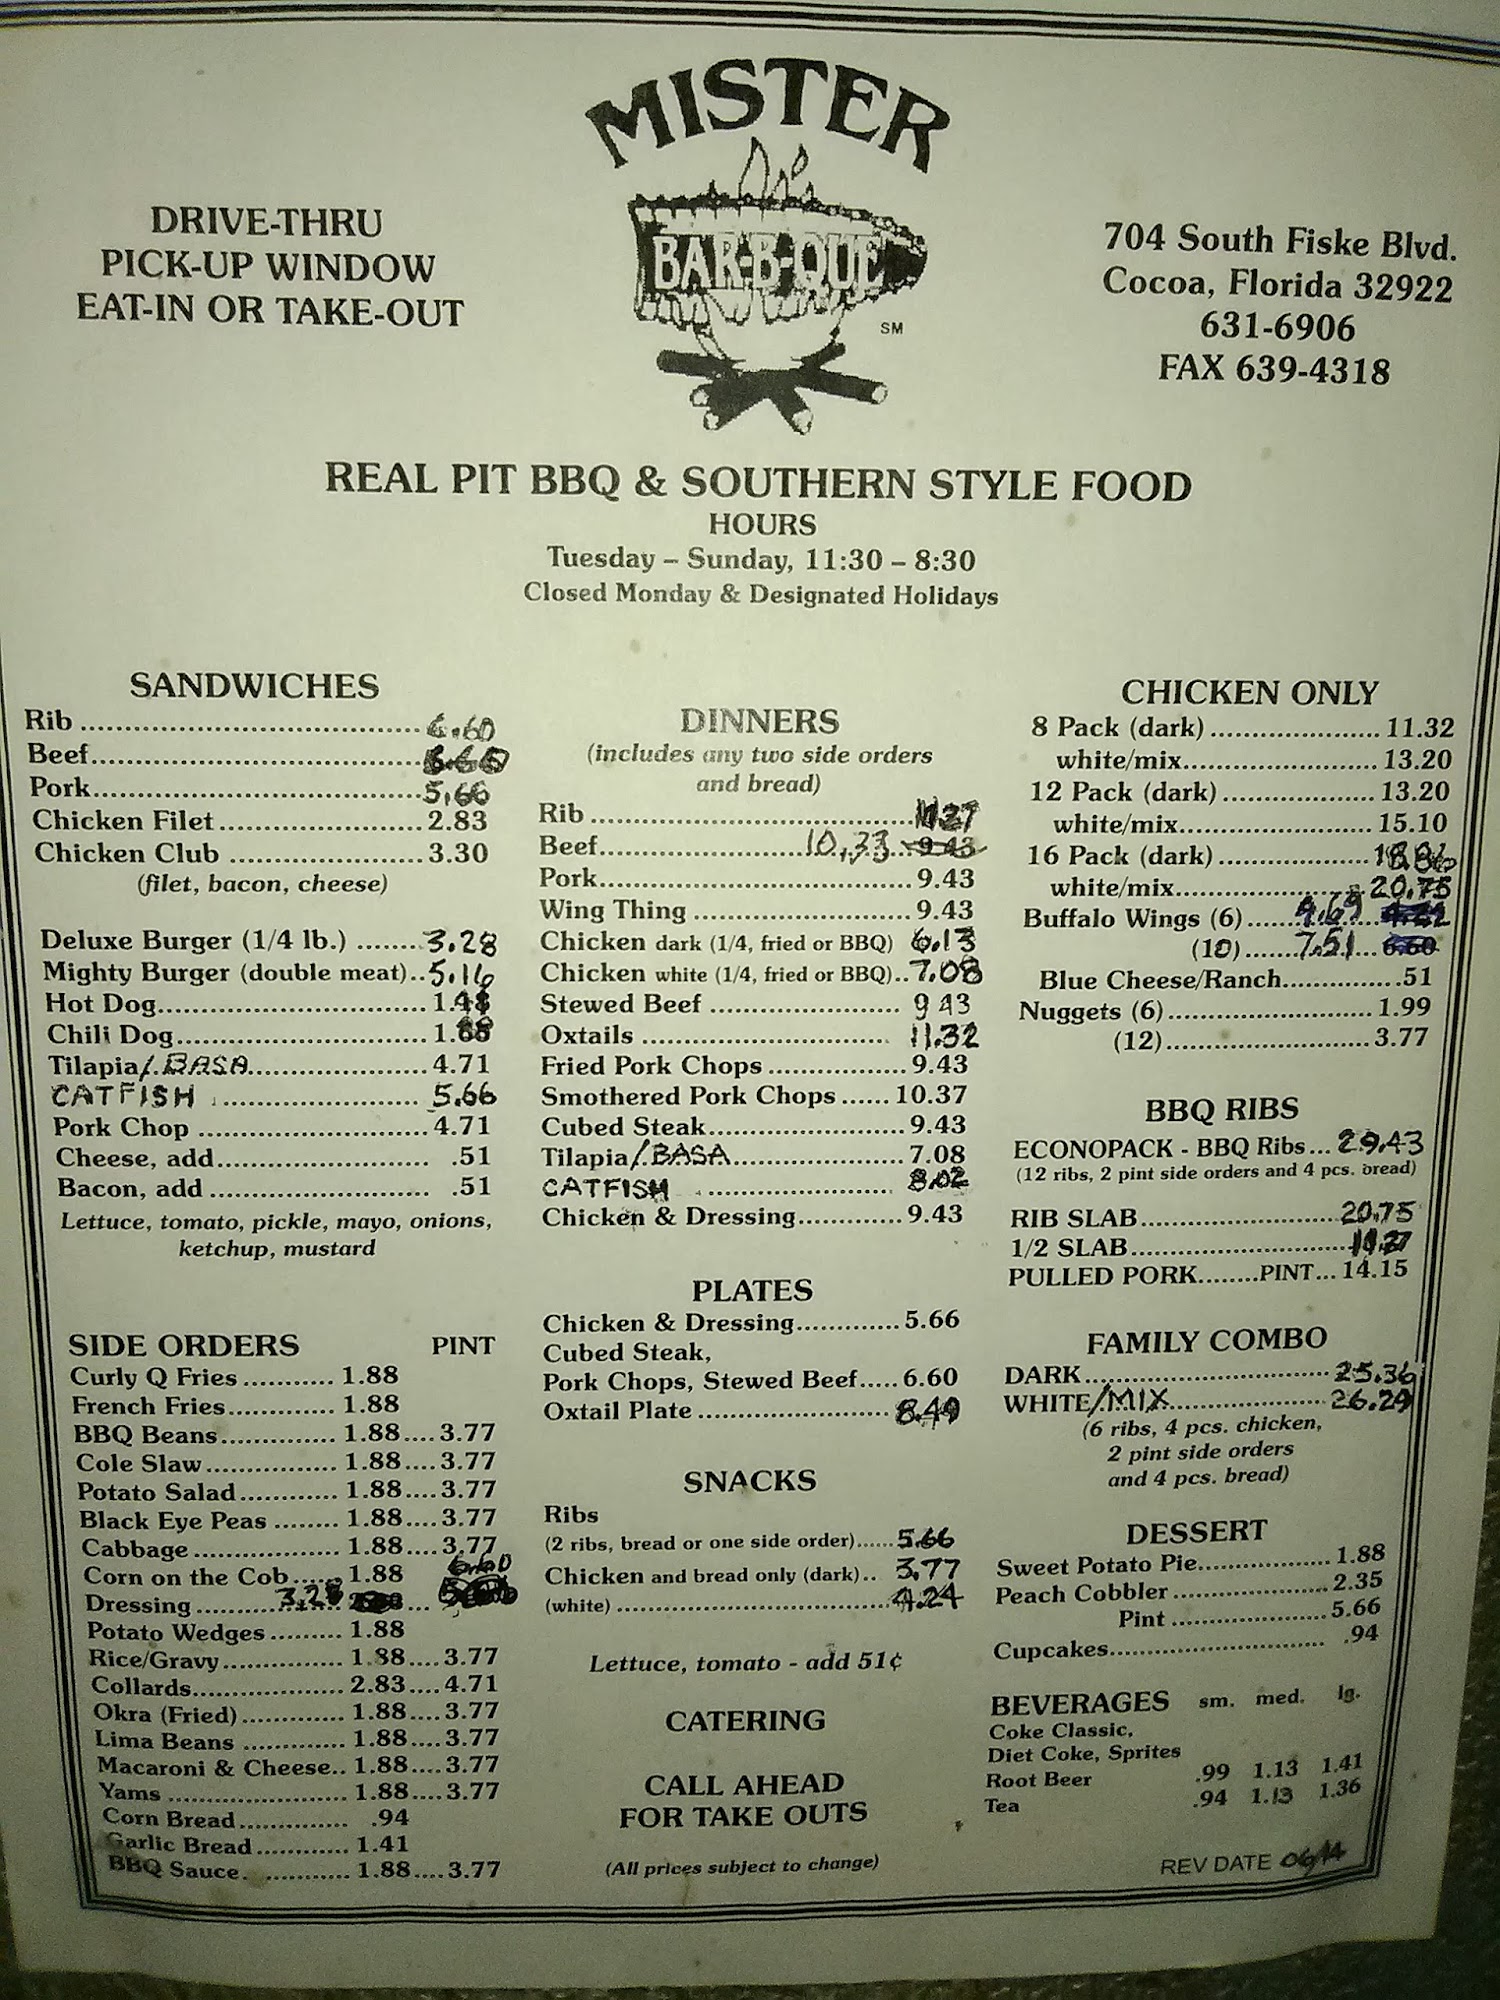 MISTER
BAR-B-QUE
SM
DRIVE-THRU
PICK-UP WINDOW
EAT-IN OR TAKE-OUT
704 South Fiske Blvd.
Cocoa, Florida 32922
631-6906
FAX 639-4318
REAL PIT BBQ & SOUTHERN STYLE FOOD
HOURS
Tuesday – Sunday, 11:30 – 8:30
Closed Monday & Designated Holidays
SANDWICHES
Rib 6.60
Beef
Pork 5.66
Chicken Filet 2.83
Chicken Club 3.30
(filet, bacon, cheese)
Deluxe Burger (1/4 lb.) 3.28
Mighty Burger (double meat) 5.16
Hot Dog
Chili Dog
Tilapia/BASA 4.71
CATFISH 5.66
Pork Chop 4.71
Cheese, add .51
Bacon, add .51
Lettuce, tomato, pickle, mayo, onions,
ketchup, mustard
SIDE ORDERS PINT
Curly Q Fries 1.88
French Fries 1.88
BBQ Beans 1.88 3.77
Cole Slaw 1.88 3.77
Potato Salad 1.88 3.77
Black Eye Peas 1.88 3.77
Cabbage 1.88 3.77
Corn on the Cob 1.88
Dressing 3.28 6.60
Potato Wedges 1.88
Rice/Gravy 1.88 3.77
Collards 2.83 4.71
Okra (Fried) 1.88 3.77
Lima Beans 1.88 3.77
Macaroni & Cheese 1.88 3.77
Yams 1.88 3.77
Corn Bread .94
Garlic Bread 1.41
BBQ Sauce 1.88 3.77
DINNERS
(includes any two side orders
and bread)
Rib
Beef 10.33 9.43
Pork 9.43
Wing Thing 9.43
Chicken dark (1/4, fried or BBQ) 6.13
Chicken white (1/4, fried or BBQ) 7.08
Stewed Beef 9 43
Oxtails 11.32
Fried Pork Chops 9.43
Smothered Pork Chops 10.37
Cubed Steak 9.43
Tilapia/BASA 7.08
CATFISH 8.02
Chicken & Dressing 9.43
PLATES
Chicken & Dressing 5.66
Cubed Steak,
Pork Chops, Stewed Beef 6.60
Oxtail Plate 8.49
SNACKS
Ribs
(2 ribs, bread or one side order) 5.66
Chicken and bread only (dark) 3.77
(white) 4.24
Lettuce, tomato - add 51¢
CATERING
CALL AHEAD
FOR TAKE OUTS
(All prices subject to change)
CHICKEN ONLY
8 Pack (dark) 11.32
white/mix 13.20
12 Pack (dark) 13.20
white/mix 15.10
16 Pack (dark)
white/mix 20.75
Buffalo Wings (6) 4.69
(10) 7.51 6.60
Blue Cheese/Ranch .51
Nuggets (6) 1.99
(12) 3.77
BBQ RIBS
ECONOPACK - BBQ Ribs 29.43
(12 ribs, 2 pint side orders and 4 pcs. bread)
RIB SLAB 20.75
1/2 SLAB
PULLED PORK PINT 14.15
FAMILY COMBO
DARK 25.36
WHITE/MIX 26.29
(6 ribs, 4 pcs. chicken,
2 pint side orders
and 4 pcs. bread)
DESSERT
Sweet Potato Pie 1.88
Peach Cobbler 2.35
Pint 5.66
Cupcakes .94
BEVERAGES sm. med. lg.
Coke Classic,
Diet Coke, Sprites
Root Beer .99 1.13 1.41
Tea .94 1.13 1.36
REV DATE 06/14